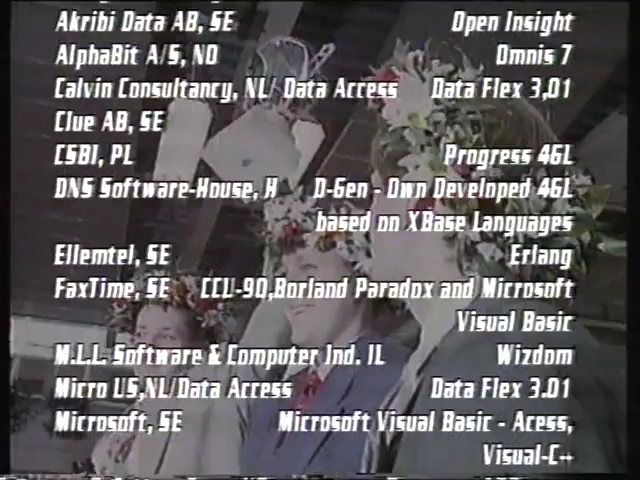 Akribi Data AB, SE Open Insight
AlphaBit A/S, NO Omnis 7
Calvin Consultancy, NL/ Data Access Data Flex 3,01
Clue AB, SE
CSBI, PL Progress 4GL
DNS Software-House, H D-Gen - Own Developed 4GL
based on XBase Languages
Ellemtel, SE Erlang
FaxTime, SE CCU-90,Borland Paradox and Microsoft
Visual Basic
M.L.L. Software & Computer Ind. IL Wizdom
Micro US,NL/Data Access Data Flex 3.01
Microsoft, SE Microsoft Visual Basic - Acess,
Visual-C++